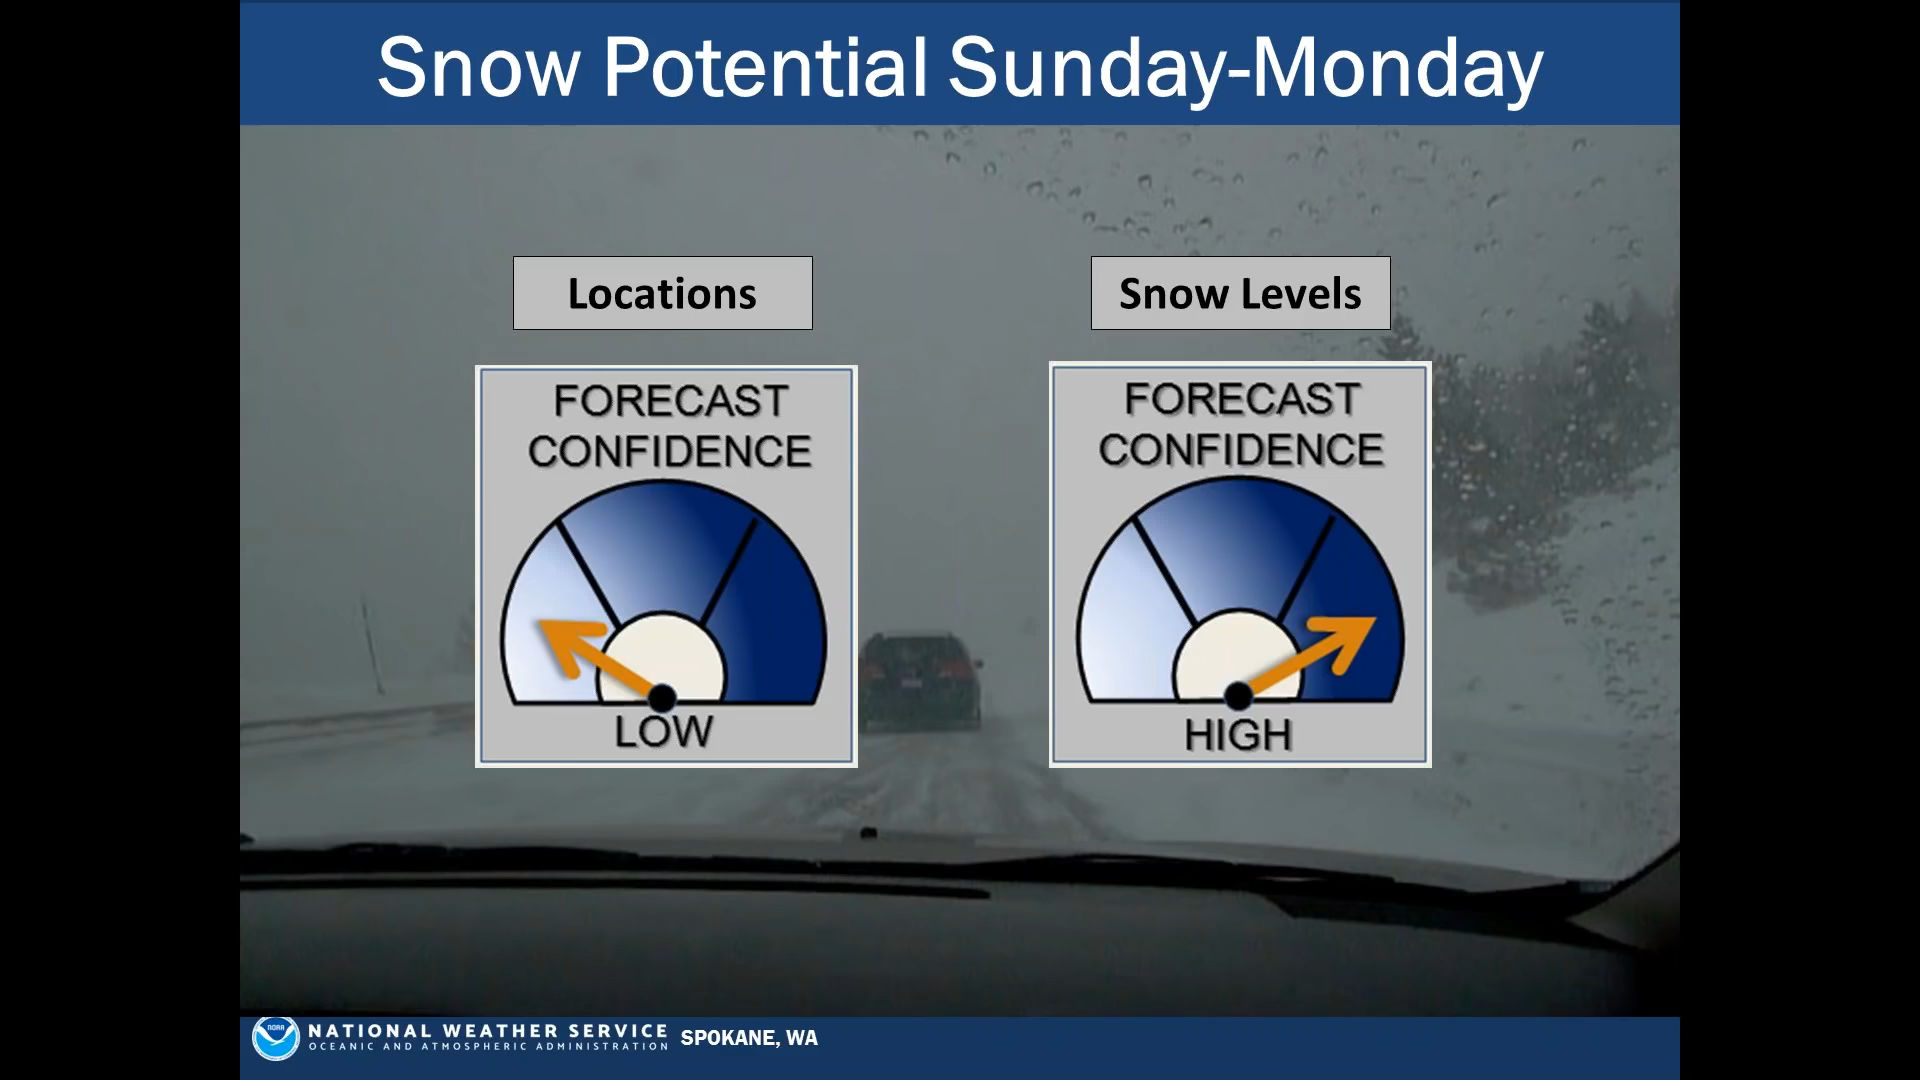 Snow Potential Sunday-Monday
Locations
FORECAST
CONFIDENCE
LOW
Snow Levels
FORECAST
CONFIDENCE
HIGH
NOAA
NATIONAL WEATHER SERVICE
OCEANIC AND ATMOSPHERIC ADMINISTRATION
SPOKANE, WA